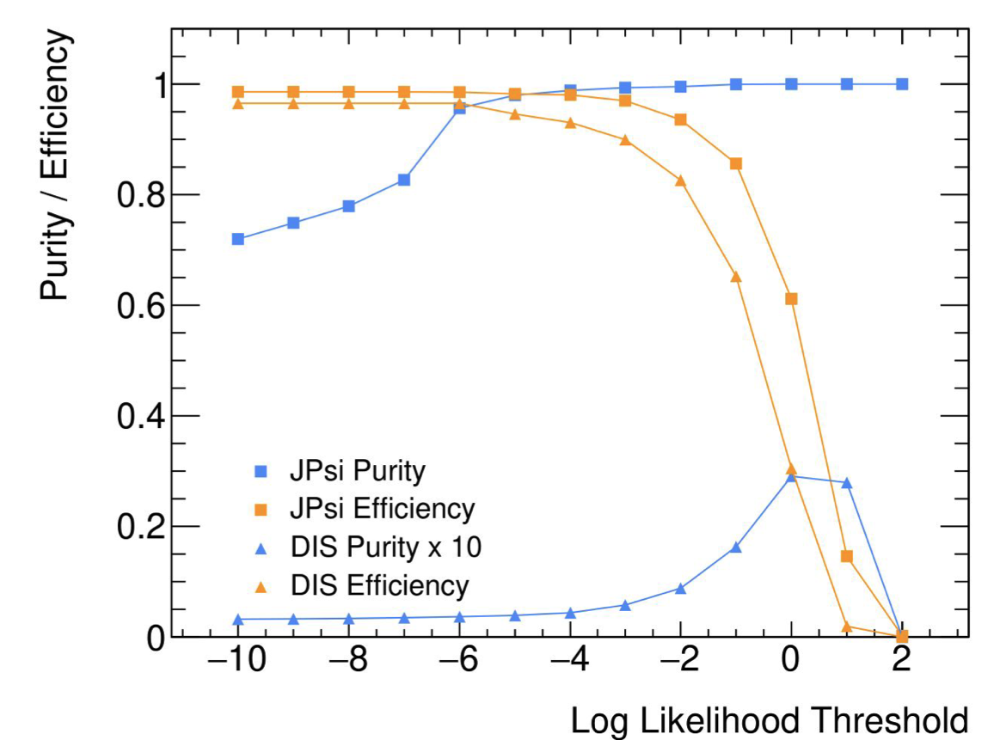 Purity / Efficiency
1
0.8
0.6
0.4
0.2
0
JPsi Purity
JPsi Efficiency
DIS Purity x 10
DIS Efficiency
−10 −8 −6 −4 −2 0 2
Log Likelihood Threshold